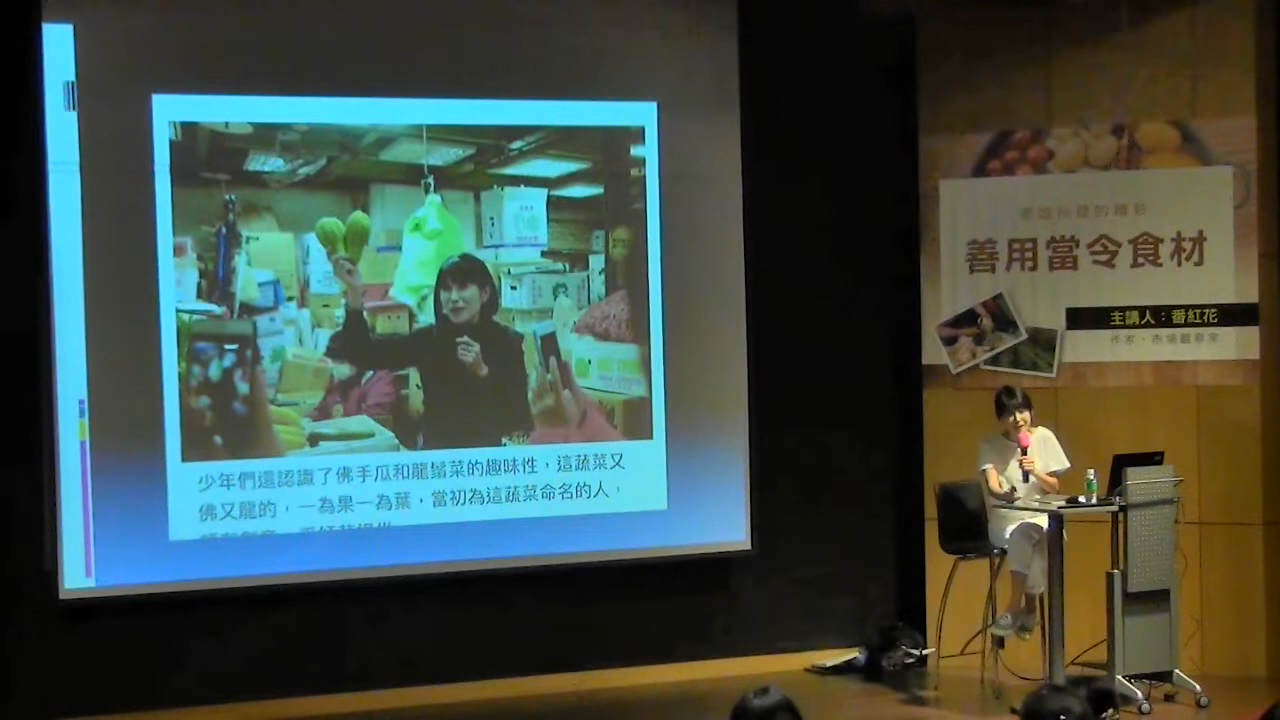 少年們還認識了佛手瓜和龍鬚菜的趣味性，這蔬菜又
佛又龍的，一為果一為葉，當初為這蔬菜命名的人，
善用當令食材
主講人：番紅花
作家・市場觀察家